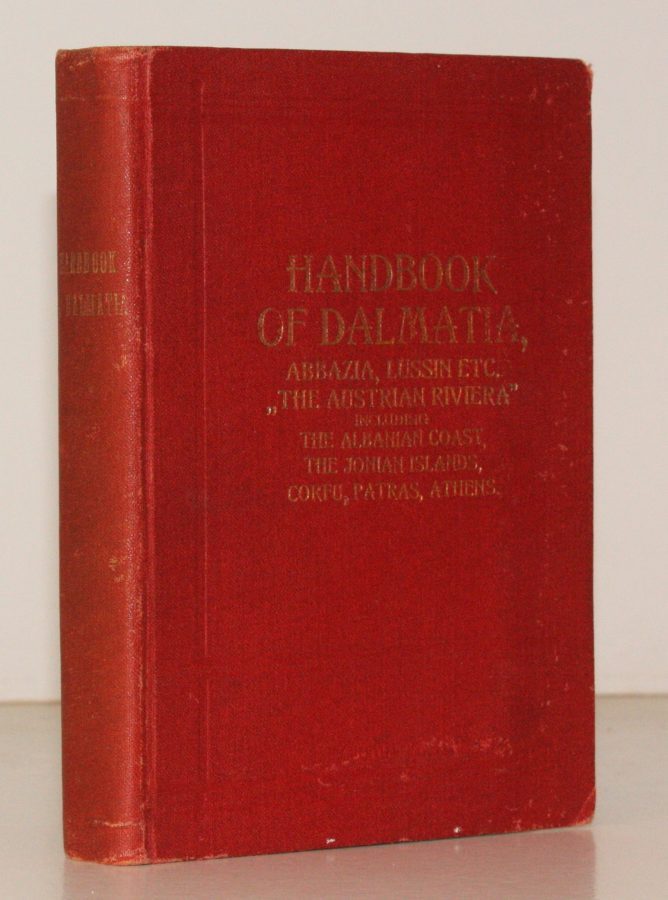 HANDBOOK
DALMATIA
HANDBOOK
OF DALMATIA,
ABBAZIA, LUSSIN ETC.
„THE AUSTRIAN RIVIERA”
INCLUDING
THE ALBANIAN COAST,
THE JONIAN ISLANDS,
CORFU, PATRAS, ATHENS.